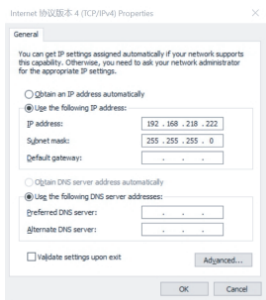 Internet 协议版本 4 (TCP/IPv4) Properties
General
You can get IP settings assigned automatically if your network supports
this capability. Otherwise, you need to ask your network administrator
for the appropriate IP settings.
Obtain an IP address automatically
Use the following IP address:
IP address: 192 . 168 . 218 . 222
Subnet mask: 255 . 255 . 255 . 0
Default gateway: . . .
Obtain DNS server address automatically
Use the following DNS server addresses:
Preferred DNS server: . . .
Alternate DNS server: . . .
Validate settings upon exit
Advanced...
OK Cancel